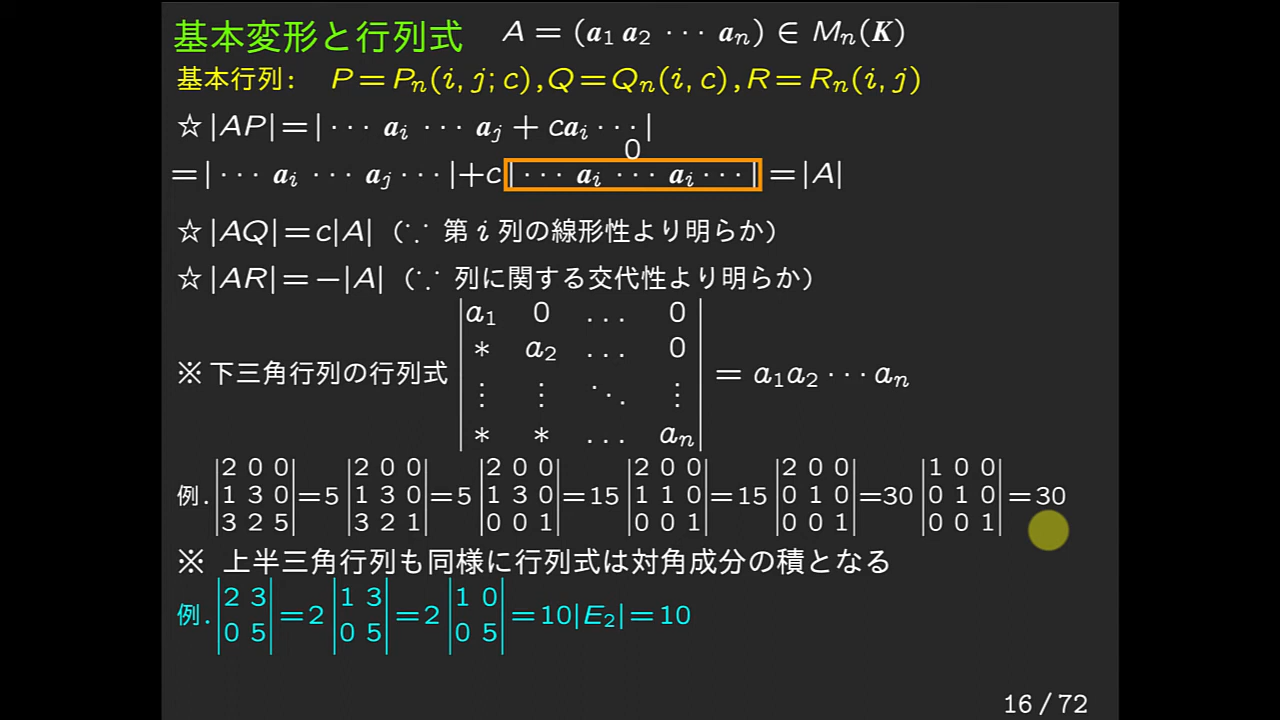 基本変形と行列式 A = (a₁ a₂ ⋯ aₙ) ∈ Mₙ(K)
基本行列: P = Pₙ(i, j; c), Q = Qₙ(i, c), R = Rₙ(i, j)
☆ |AP| = | ⋯ aᵢ ⋯ aⱼ + caᵢ ⋯ |
0
= | ⋯ aᵢ ⋯ aⱼ ⋯ | + c | ⋯ aᵢ ⋯ aᵢ ⋯ | = |A|
☆ |AQ| = c|A| (∵ 第 i 列の線形性より明らか)
☆ |AR| = −|A| (∵ 列に関する交代性より明らか)
a₁ 0 … 0
* a₂ … 0
※ 下三角行列の行列式 = a₁a₂ ⋯ aₙ
⋮ ⋮ ⋱ ⋮
* * … aₙ
2 0 0 2 0 0 2 0 0 2 0 0 2 0 0 1 0 0
例. 1 3 0 = 5 1 3 0 = 5 1 3 0 = 15 1 1 0 = 15 0 1 0 = 30 0 1 0 = 30
3 2 5 3 2 1 0 0 1 0 0 1 0 0 1 0 0 1
※ 上半三角行列も同様に行列式は対角成分の積となる
2 3 1 3 1 0
例. = 2 = 2 = 10|E₂| = 10
0 5 0 5 0 5
16 / 72